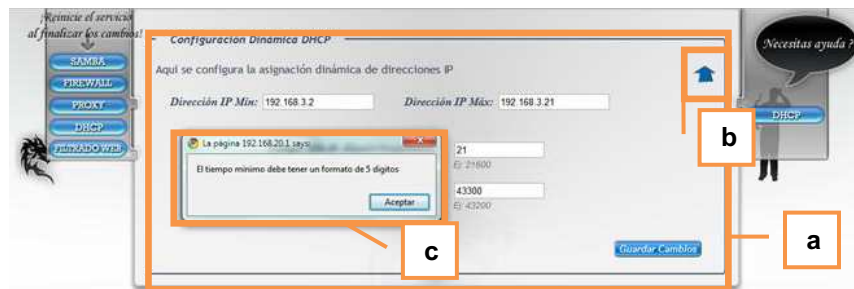 ¡Reinicie el servicio
al finalizar los cambios!
SAMBA
FIREWALL
PROXY
DHCP
FILTRADO WEB
Configuración Dinámica DHCP
Aqui se configura la asignación dinámica de direcciones IP
Dirección IP Min: 192.168.3.2 Dirección IP Máx: 192.168.3.21
La página 192.168.20.1 says:
El tiempo minimo debe tener un formato de 5 digitos
Aceptar
21
Ej: 21600
43300
Ej: 43200
Guardar Cambios
Necesitas ayuda ?
DHCP
b
a
c